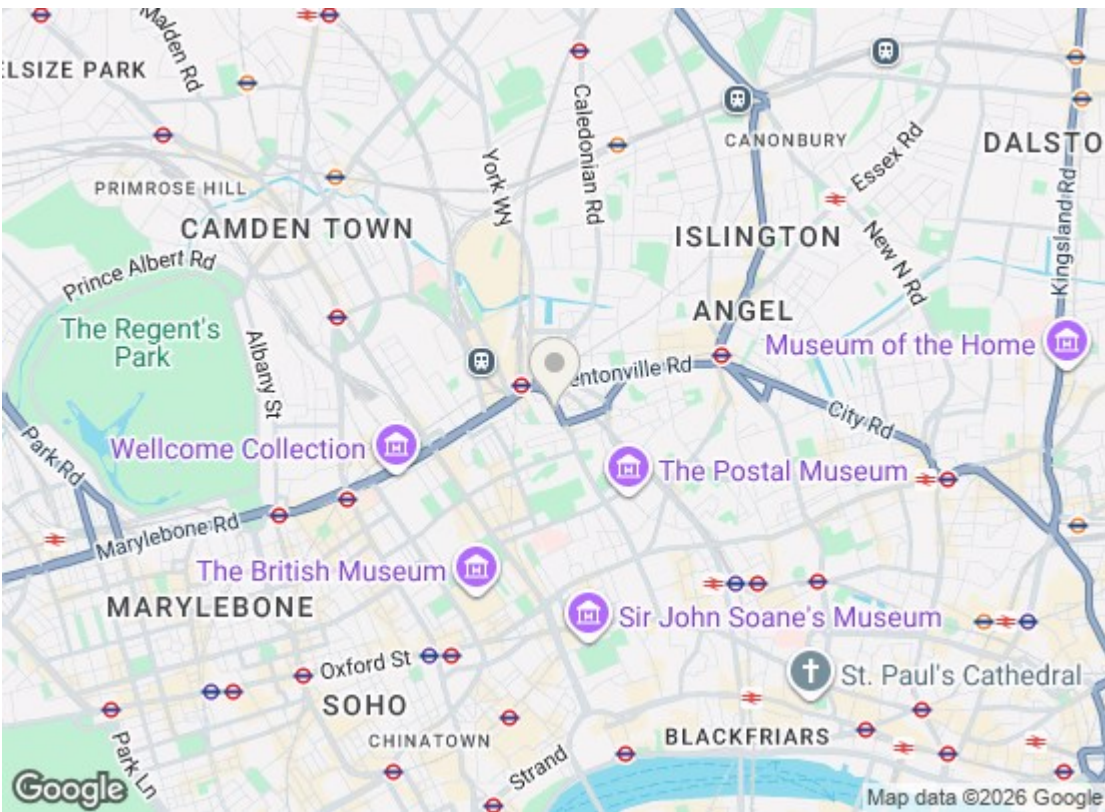 Malden Rd
ELSIZE PARK
Caledonian Rd
CANONBURY
Essex Rd
DALSTO
York Wy
PRIMROSE HILL
CAMDEN TOWN
ISLINGTON
New N Rd
Kingsland Rd
Prince Albert Rd
ANGEL
The Regent's
Park
Albany St
Museum of the Home
entonville Rd
City Rd
Park Rd
Wellcome Collection
The Postal Museum
Marylebone Rd
The British Museum
MARYLEBONE
Sir John Soane's Museum
Oxford St
St. Paul's Cathedral
SOHO
CHINATOWN
BLACKFRIARS
Park Ln
Strand
Google
Map data ©2026 Google